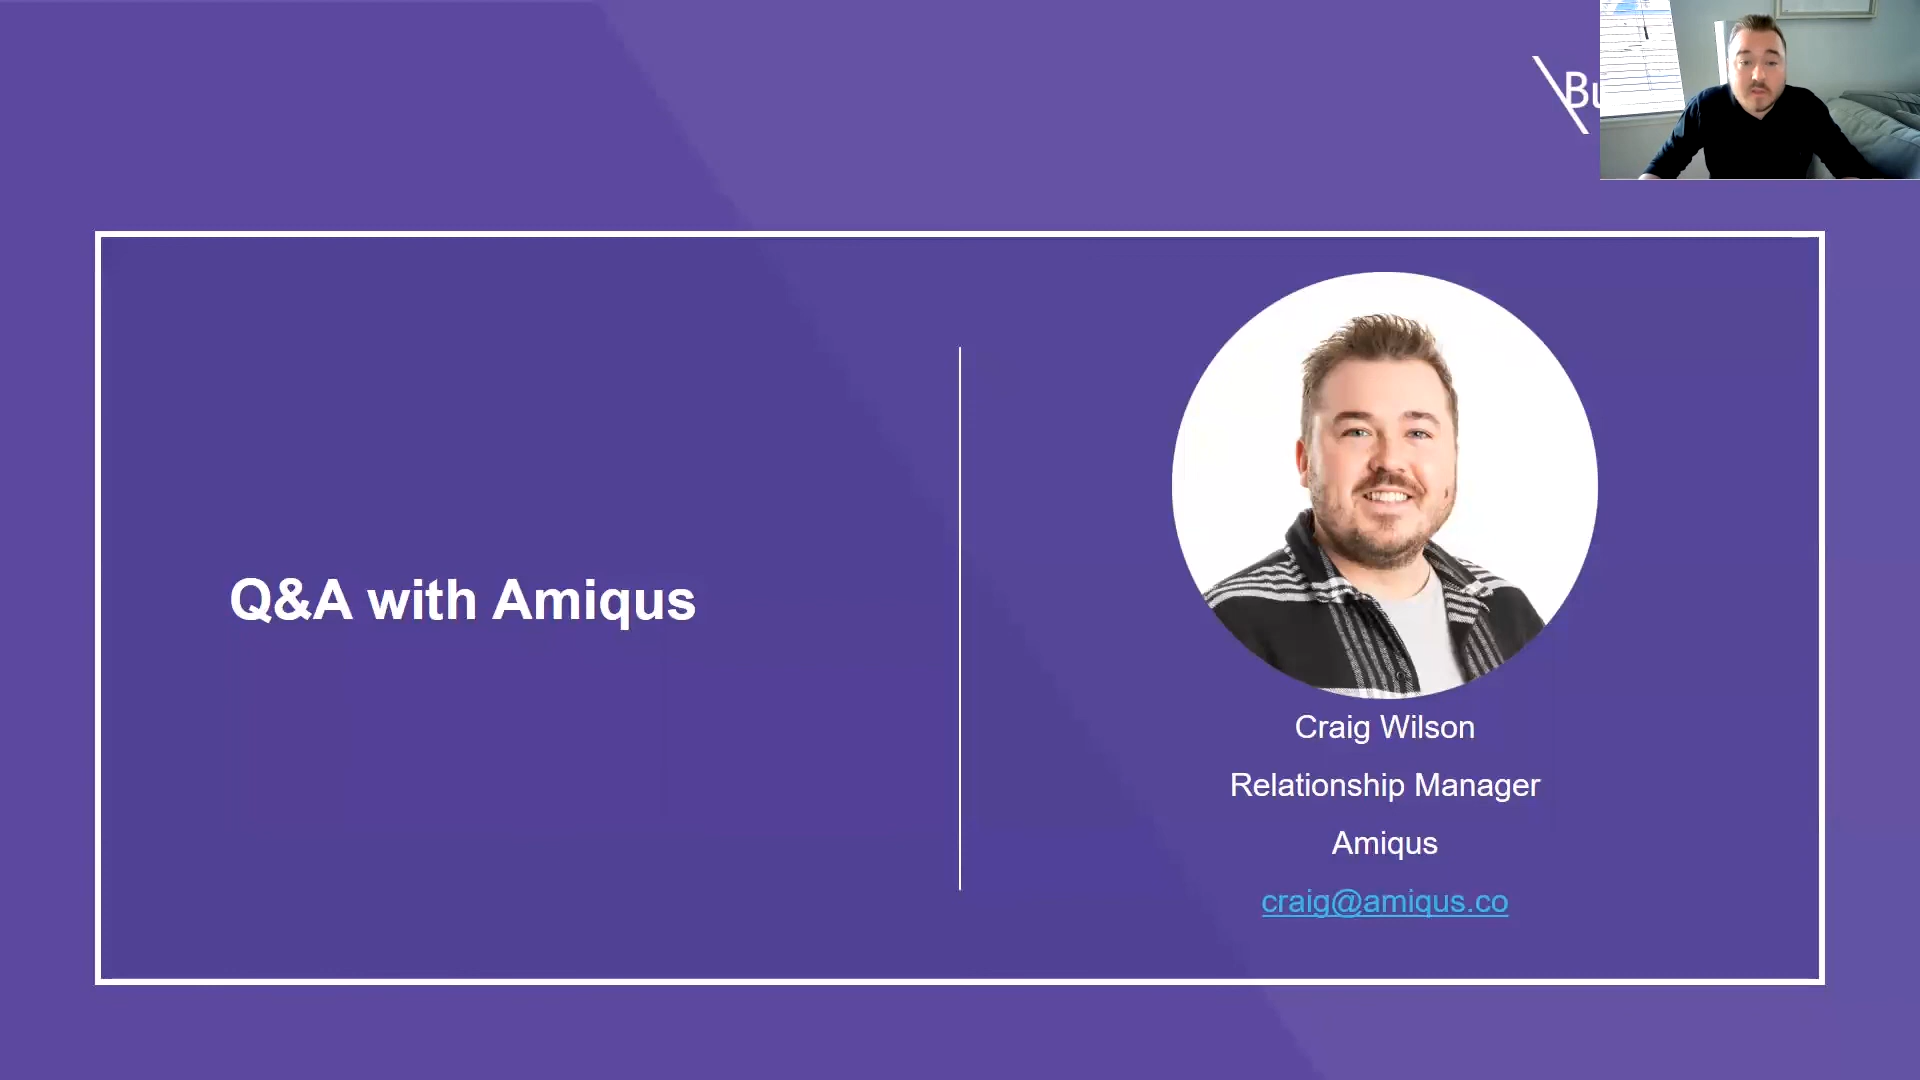 Q&A with Amiqus
Craig Wilson
Relationship Manager
Amiqus
craig@amiqus.co